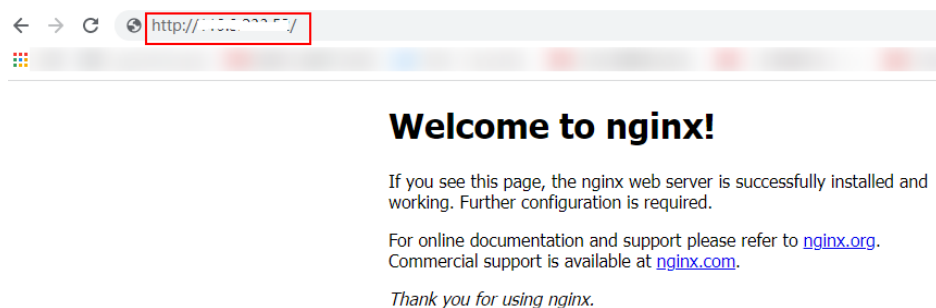 http://
Welcome to nginx!
If you see this page, the nginx web server is successfully installed and
working. Further configuration is required.
For online documentation and support please refer to nginx.org.
Commercial support is available at nginx.com.
Thank you for using nginx.